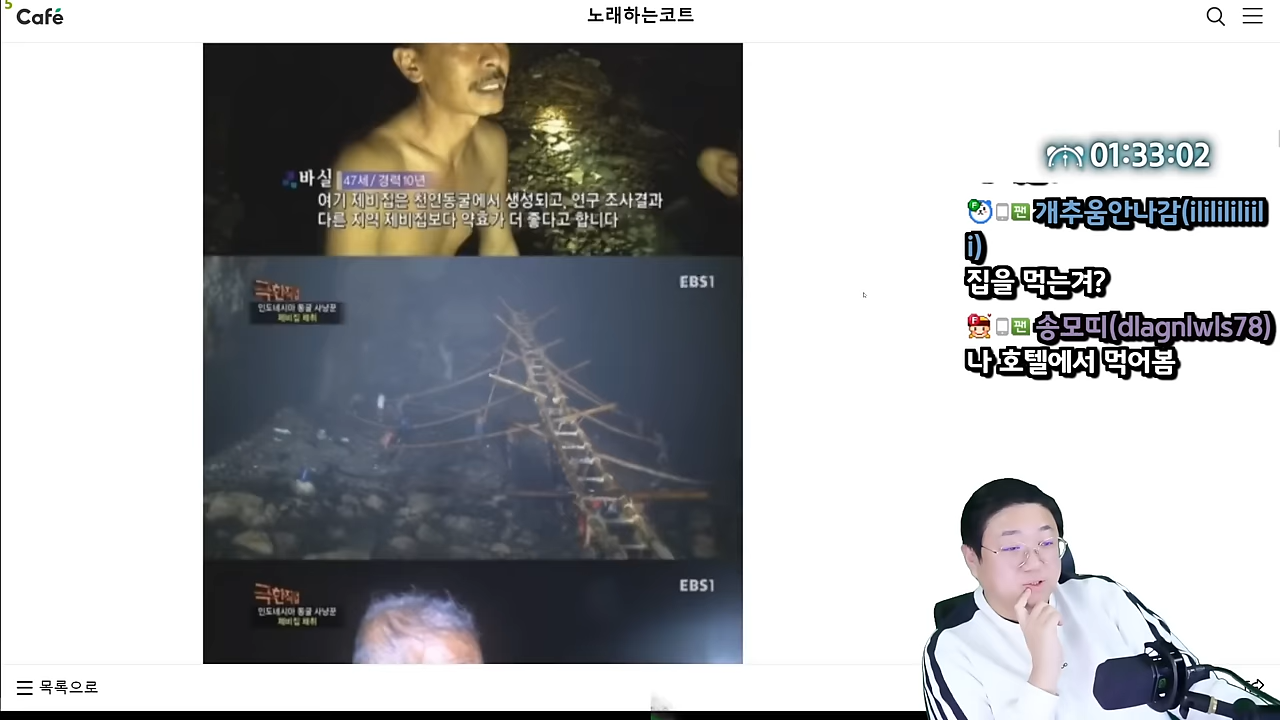 5
Café
노래하는코트
바실
47세/경력10년
여기 제비집은 천연동굴에서 생성되고, 연구 조사결과
다른 지역 제비집보다 약효가 더 좋다고 합니다
EBS1
극한직업
인도네시아 동굴 사냥꾼
제비집 채취
EBS1
극한직업
인도네시아 동굴 사냥꾼
제비집 채취
목록으로
01:33:02
팬 개추움안나감(iliililiil
i)
집을 먹는겨?
F 팬 송모띠(dlagnlwls78)
나 호텔에서 먹어봄